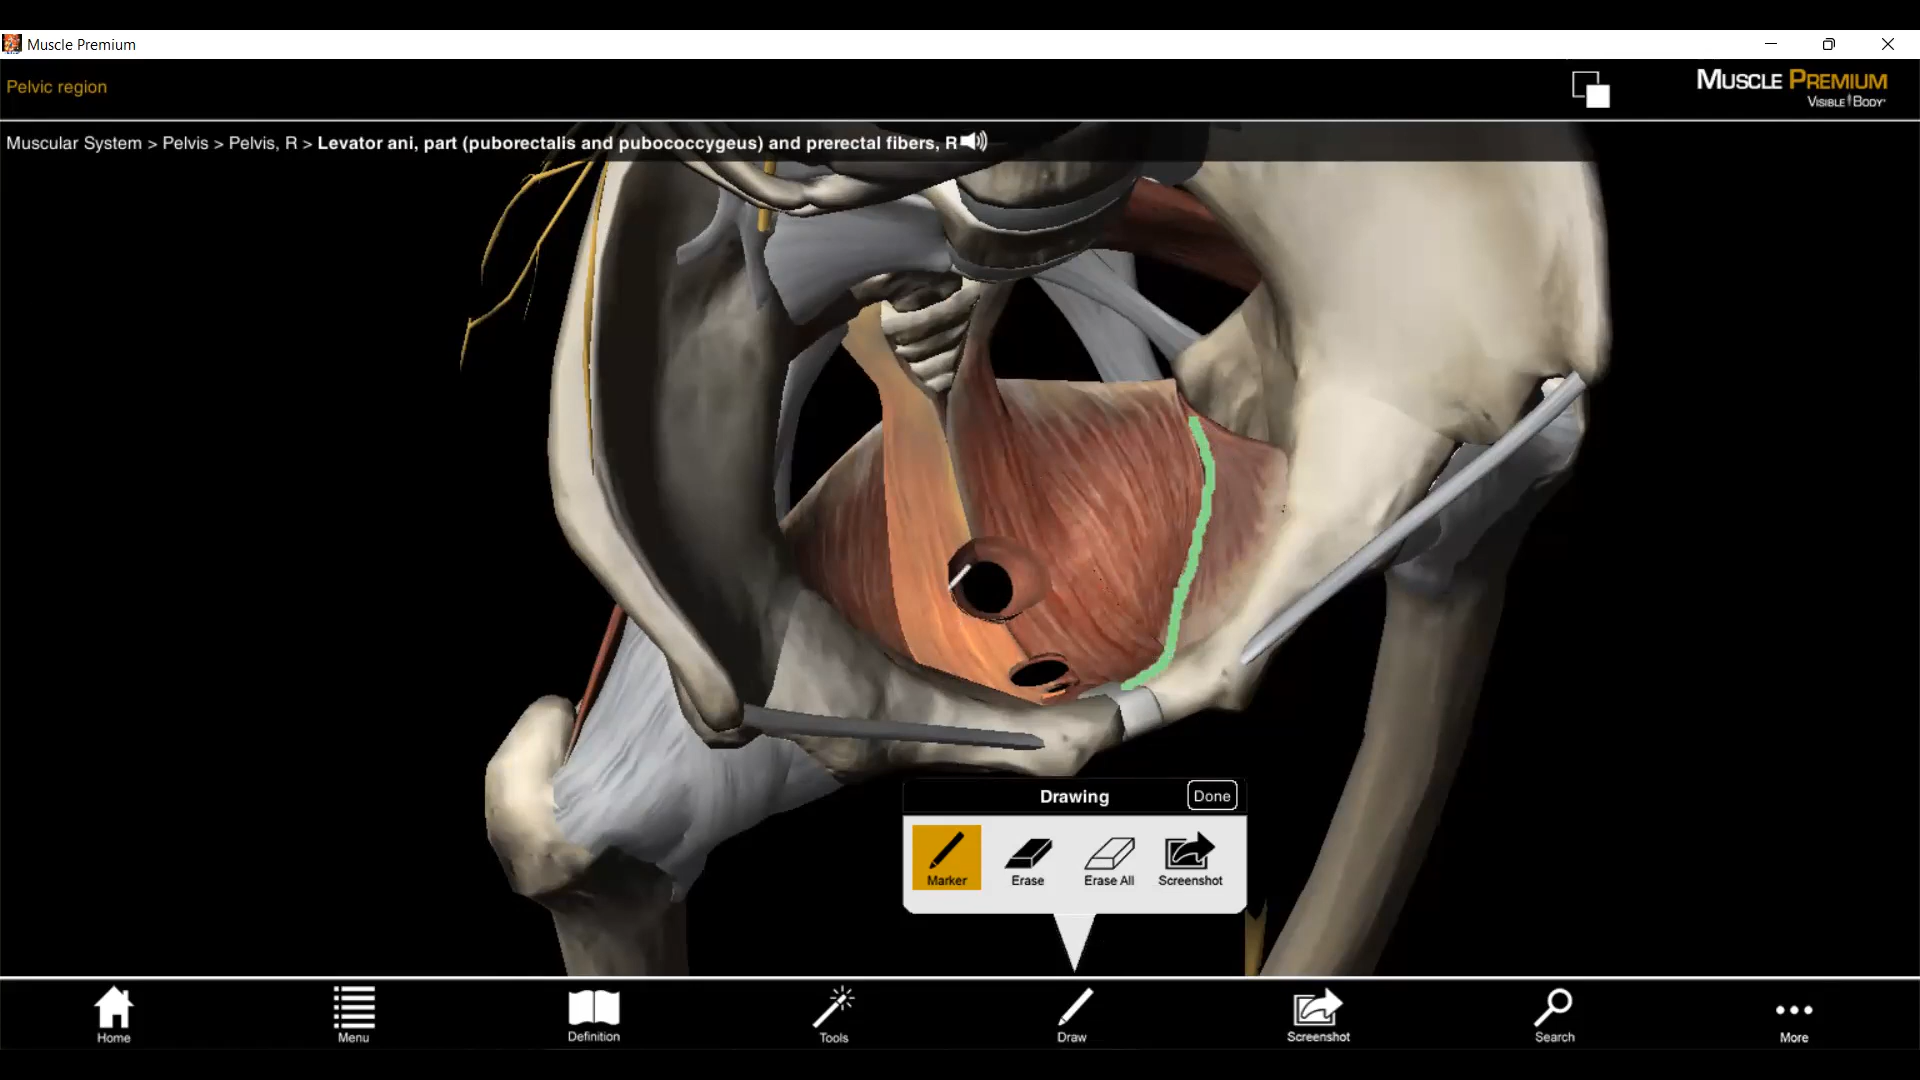 Muscle Premium
Pelvic region
MUSCLE PREMIUM
VISIBLE BODY
Muscular System > Pelvis > Pelvis, R > Levator ani, part (puborectalis and pubococcygeus) and prerectal fibers, R
Drawing
Done
Marker
Erase
Erase All
Screenshot
Home
Menu
Definition
Tools
Draw
Screenshot
Search
More